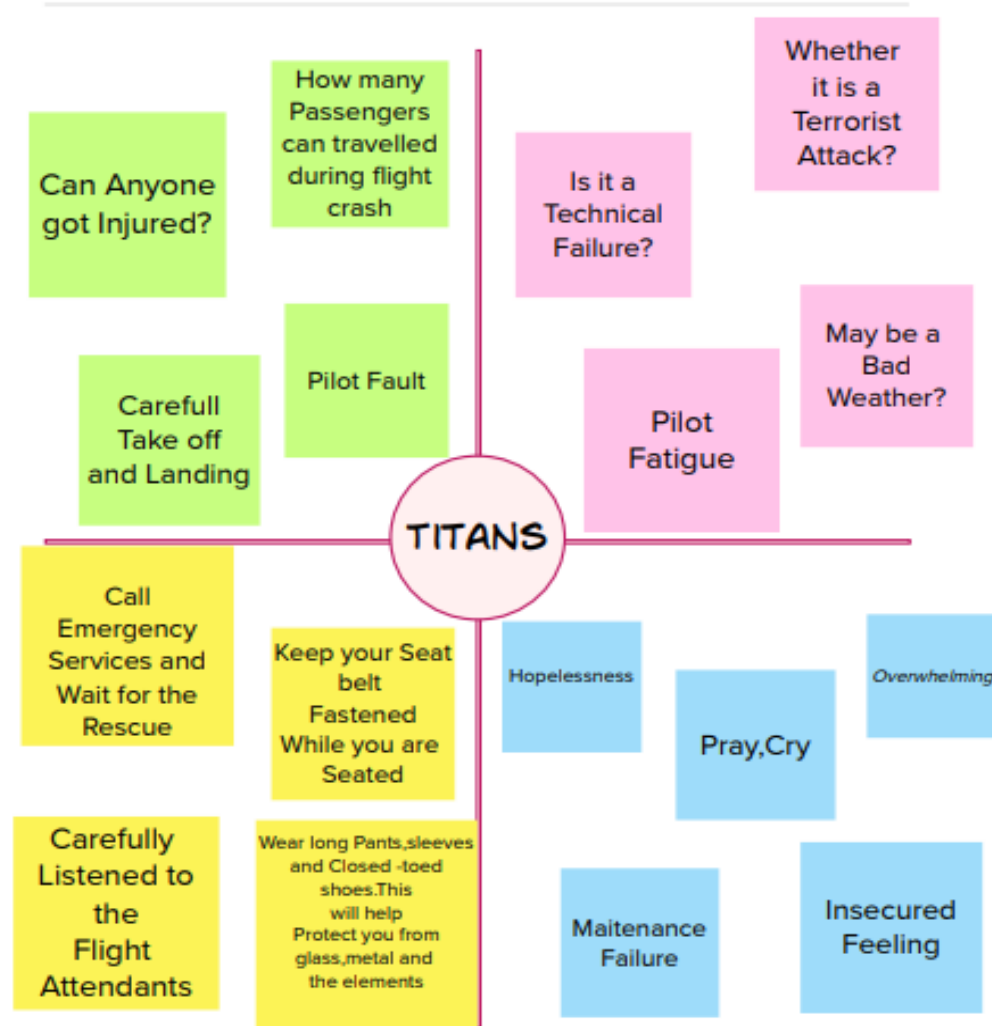 Can Anyone
got Injured?
How many
Passengers
can travelled
during flight
crash
Carefull
Take off
and Landing
Pilot Fault
Is it a
Technical
Failure?
Whether
it is a
Terrorist
Attack?
Pilot
Fatigue
May be a
Bad
Weather?
TITANS
Call
Emergency
Services and
Wait for the
Rescue
Keep your Seat
belt
Fastened
While you are
Seated
Carefully
Listened to
the
Flight
Attendants
Wear long Pants,sleeves
and Closed -toed
shoes.This
will help
Protect you from
glass,metal and
the elements
Hopelessness
Pray,Cry
Overwhelming
Maitenance
Failure
Insecured
Feeling